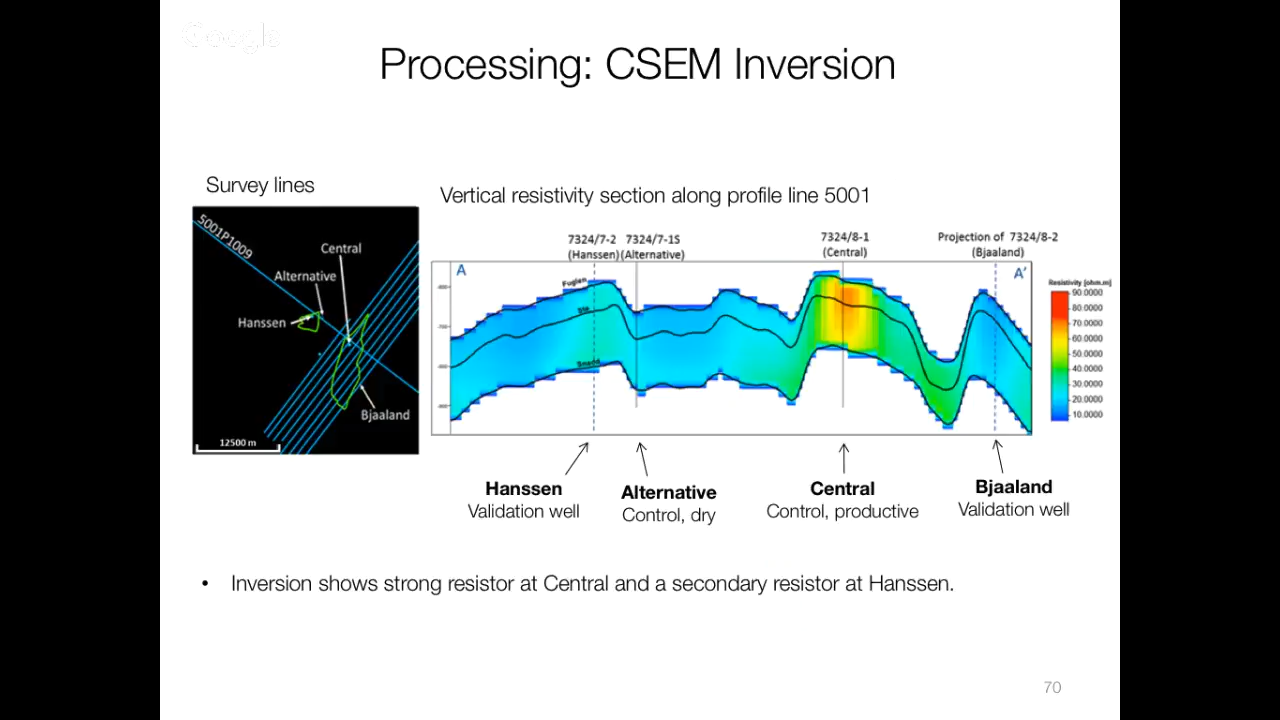 Google
Processing: CSEM Inversion
Survey lines
Vertical resistivity section along profile line 5001
5001P1009
Central
Alternative
Hanssen
Bjaaland
12500 m
7324/7-2 7324/7-1S 7324/8-1 Projection of 7324/8-2
(Hanssen) (Alternative) (Central) (Bjaaland)
A A'
Fuglen
Stø
Snadd
Resistivity [ohm.m]
90.0000
80.0000
70.0000
60.0000
50.0000
40.0000
30.0000
20.0000
10.0000
Hanssen
Validation well
Alternative
Control, dry
Central
Control, productive
Bjaaland
Validation well
• Inversion shows strong resistor at Central and a secondary resistor at Hanssen.
70